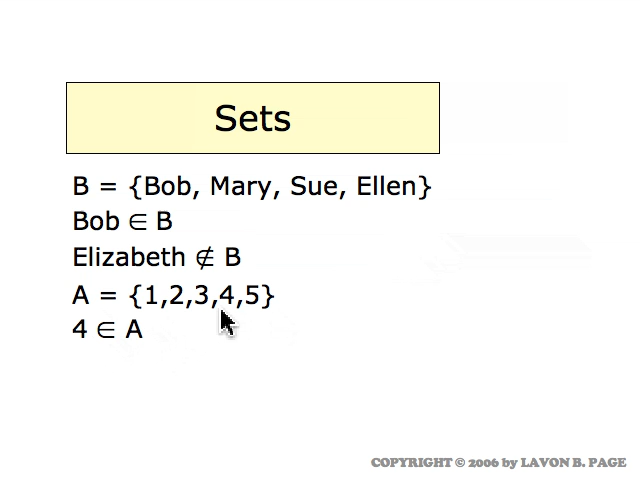 Sets
B = {Bob, Mary, Sue, Ellen}
Bob ∈ B
Elizabeth ∉ B
A = {1,2,3,4,5}
4 ∈ A
COPYRIGHT © 2006 by LAVON B. PAGE